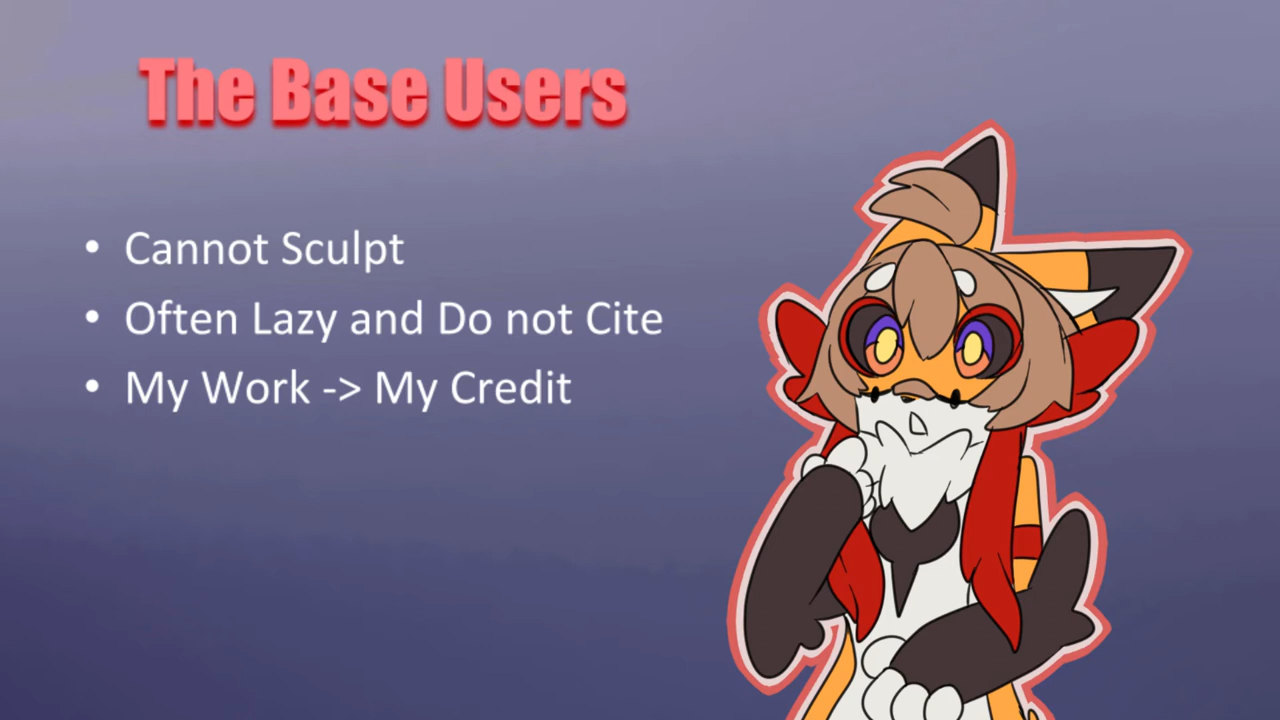 The Base Users
• Cannot Sculpt
• Often Lazy and Do not Cite
• My Work -> My Credit